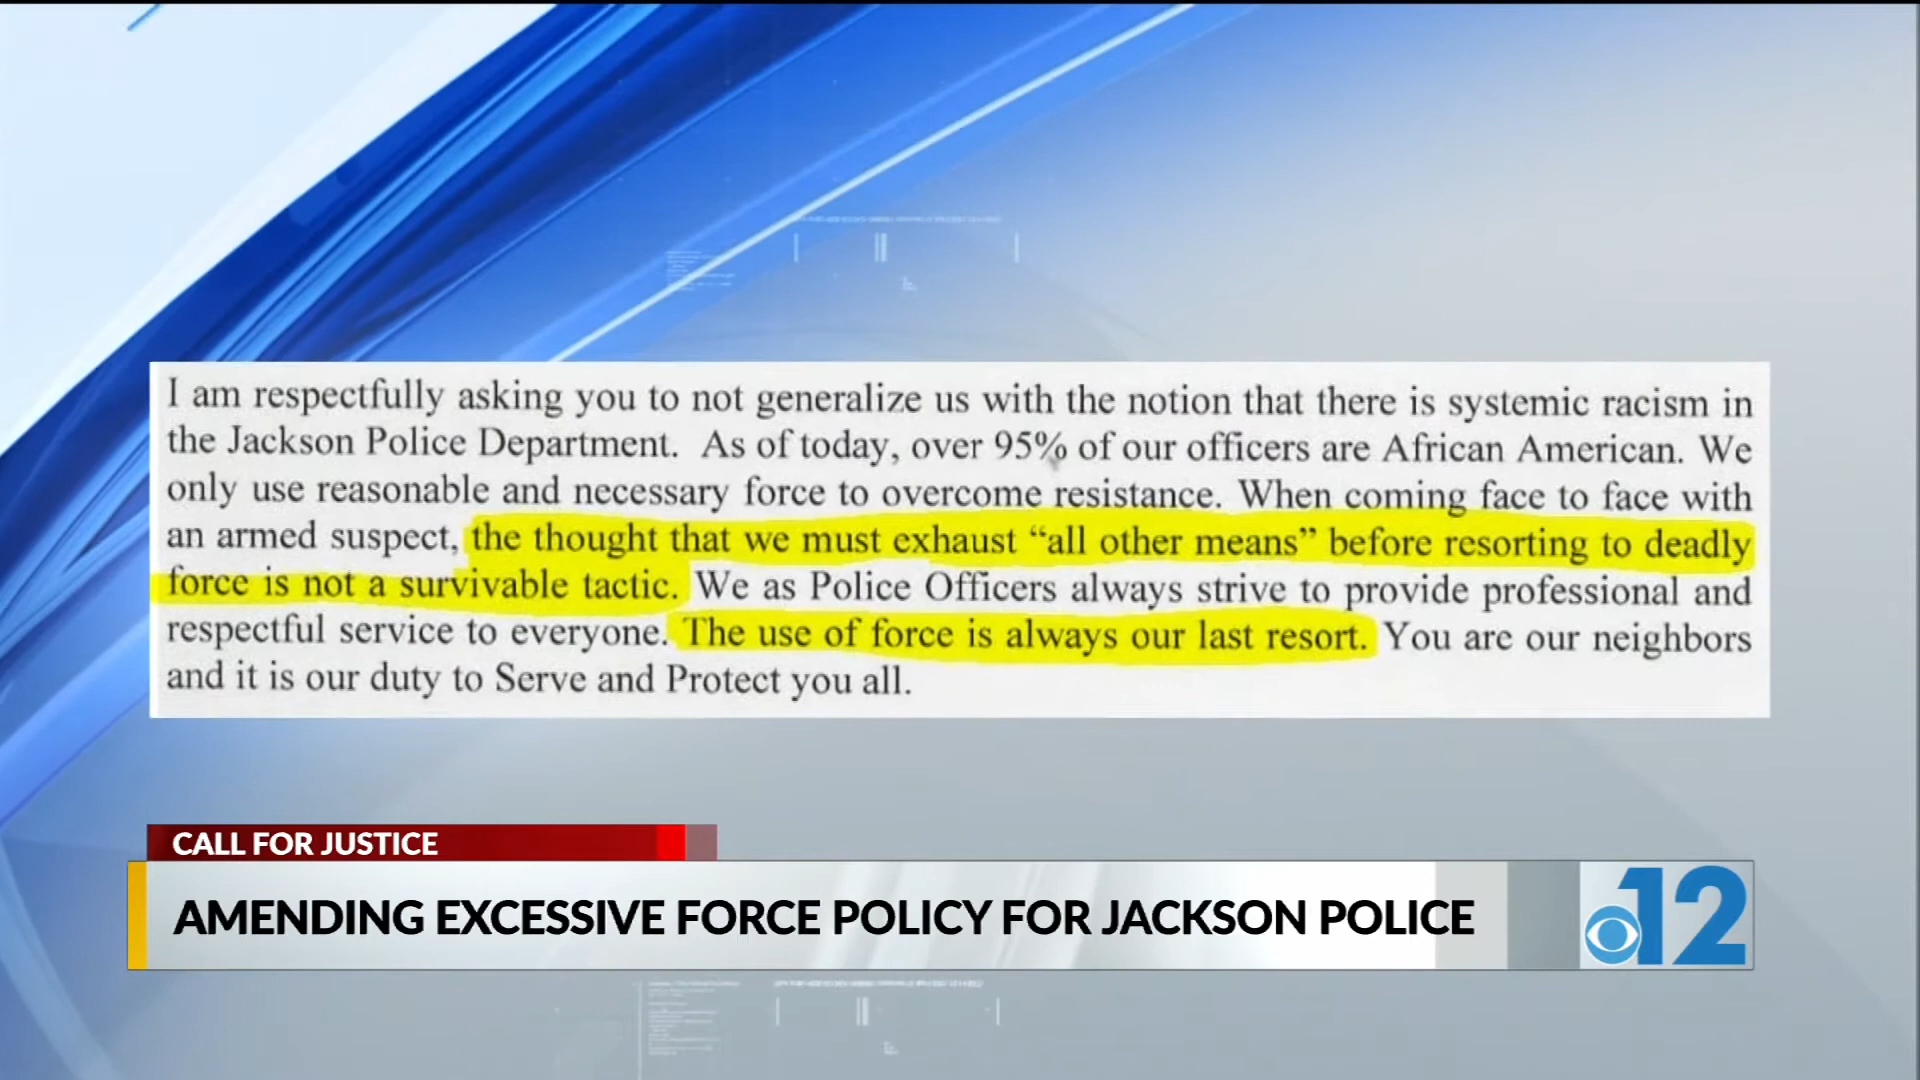 I am respectfully asking you to not generalize us with the notion that there is systemic racism in
the Jackson Police Department.  As of today, over 95% of our officers are African American. We
only use reasonable and necessary force to overcome resistance. When coming face to face with
an armed suspect, the thought that we must exhaust “all other means” before resorting to deadly
force is not a survivable tactic. We as Police Officers always strive to provide professional and
respectful service to everyone. The use of force is always our last resort. You are our neighbors
and it is our duty to Serve and Protect you all.
CALL FOR JUSTICE
AMENDING EXCESSIVE FORCE POLICY FOR JACKSON POLICE
12